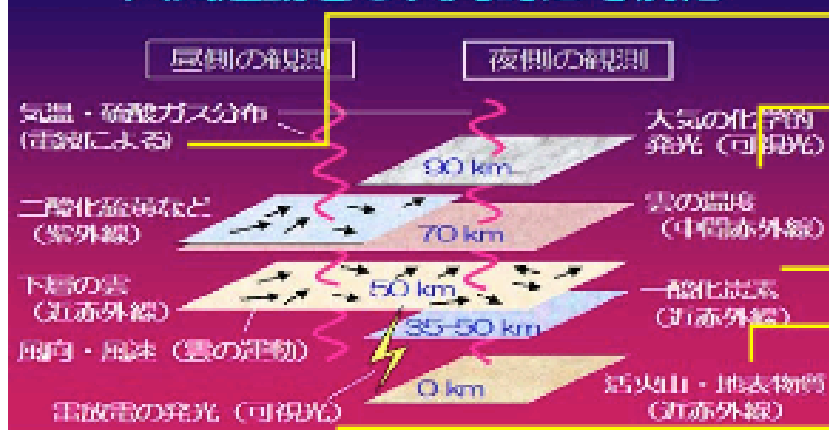 昼側の観測
夜側の観測
気温・硫酸ガス分布
(電波による)
大気の化学的
発光（可視光）
90 km
二酸化硫黄など
（紫外線）
雲の温度
（中間赤外線）
70 km
下層の雲
（近赤外線）
50 km
一酸化炭素
（近赤外線）
35-50 km
風向・風速（雲の運動）
0 km
活火山・地表物質
（近赤外線）
雷放電の発光（可視光）